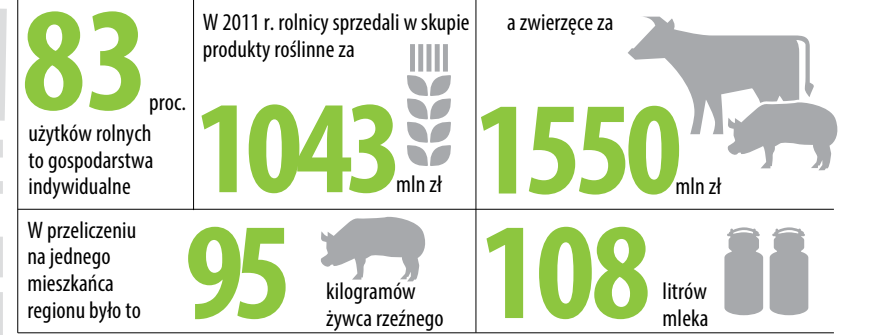 83 proc.
użytków rolnych
to gospodarstwa
indywidualne
W 2011 r. rolnicy sprzedali w skupie
produkty roślinne za
1043 mln zł
a zwierzęce za
1550 mln zł
W przeliczeniu
na jednego
mieszkańca
regionu było to
95
kilogramów
żywca rzeźnego
108
litrów
mleka